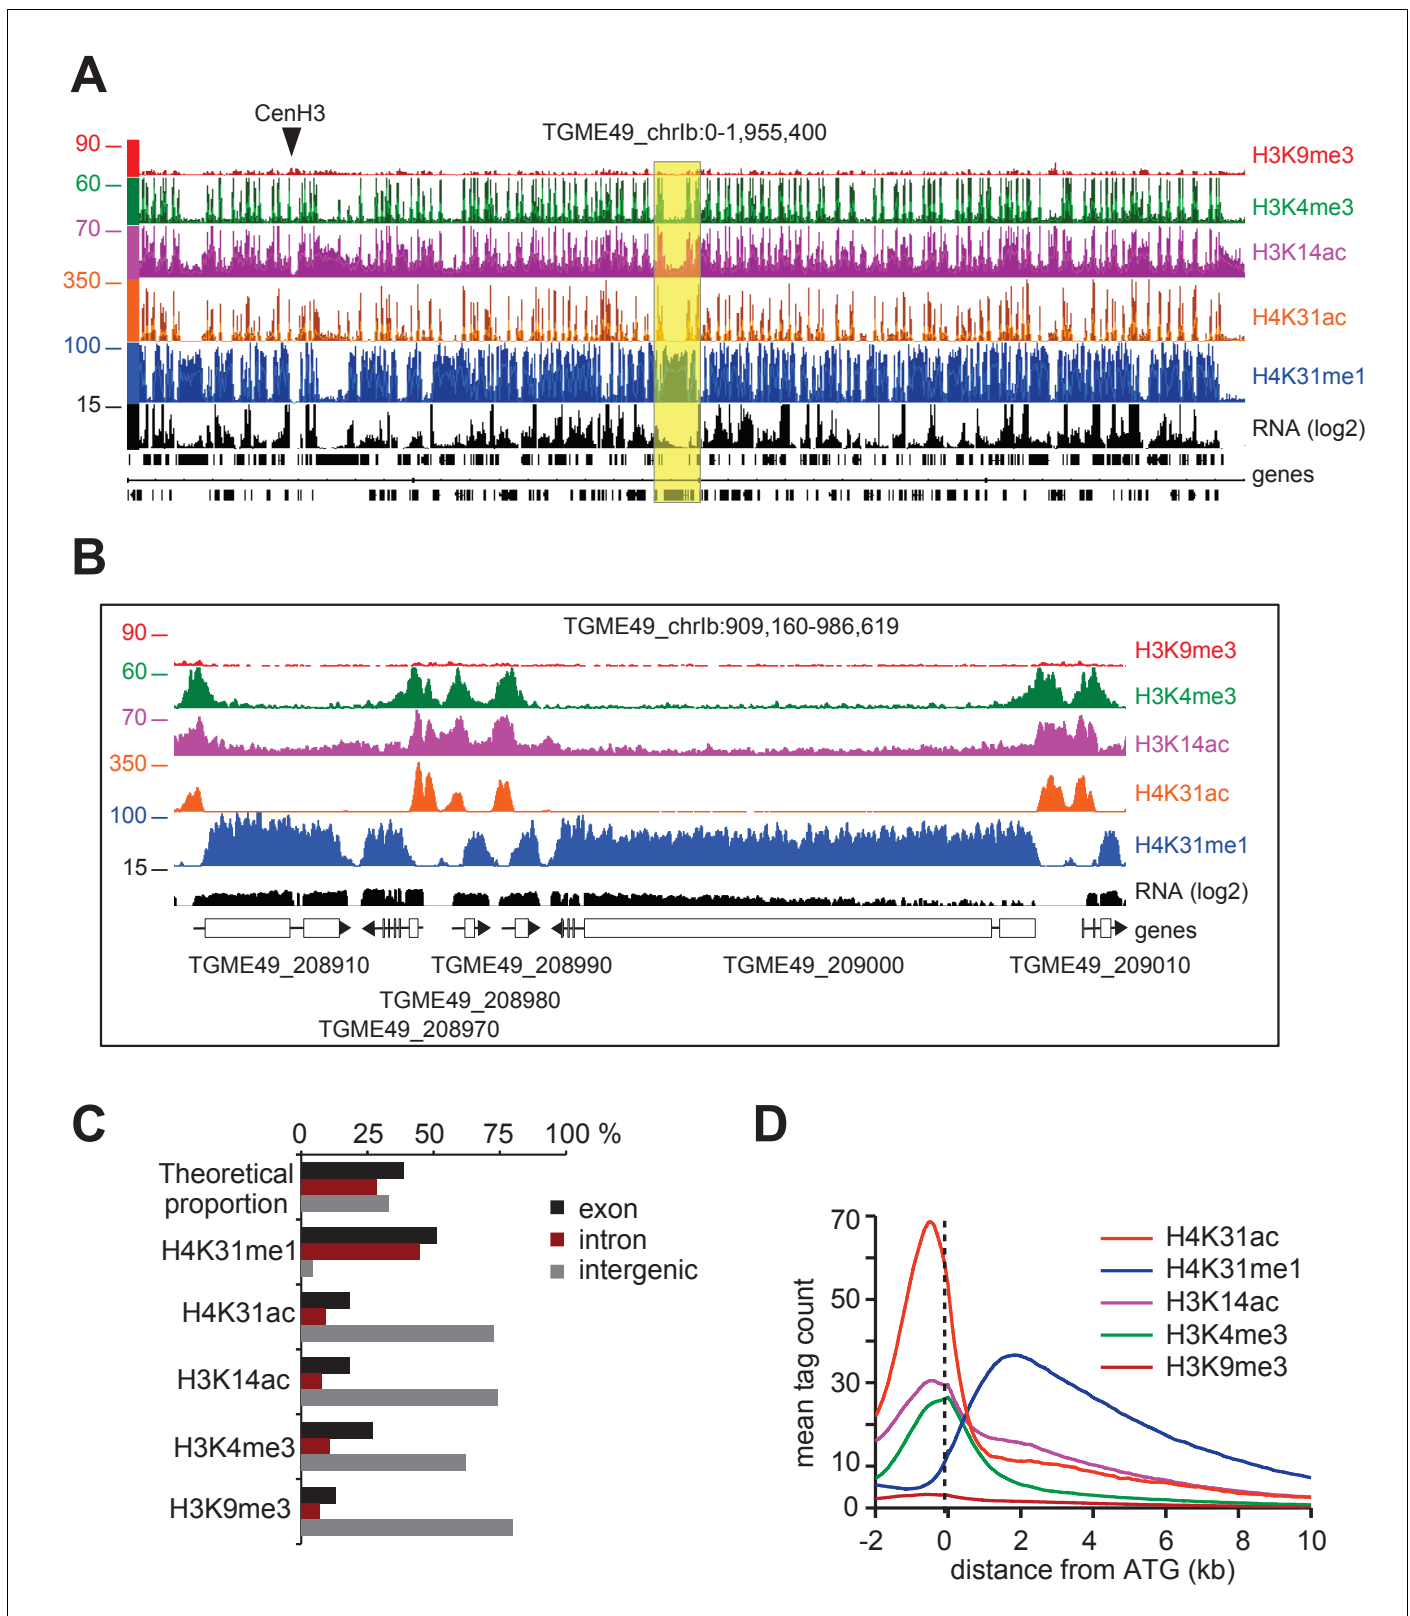 A
CenH3
TGME49_chrIb:0-1,955,400
90
H3K9me3
60
H3K4me3
70
H3K14ac
350
H4K31ac
100
H4K31me1
15
RNA (log2)
genes
B
TGME49_chrIb:909,160-986,619
90
H3K9me3
60
H3K4me3
70
H3K14ac
350
H4K31ac
100
H4K31me1
15
RNA (log2)
genes
TGME49_208910
TGME49_208990
TGME49_209000
TGME49_209010
TGME49_208980
TGME49_208970
C
0 25 50 75 100 %
Theoretical
proportion
H4K31me1
H4K31ac
H3K14ac
H3K4me3
H3K9me3
exon
intron
intergenic
D
70
50
30
10
0
mean tag count
H4K31ac
H4K31me1
H3K14ac
H3K4me3
H3K9me3
-2 0 2 4 6 8 10
distance from ATG (kb)